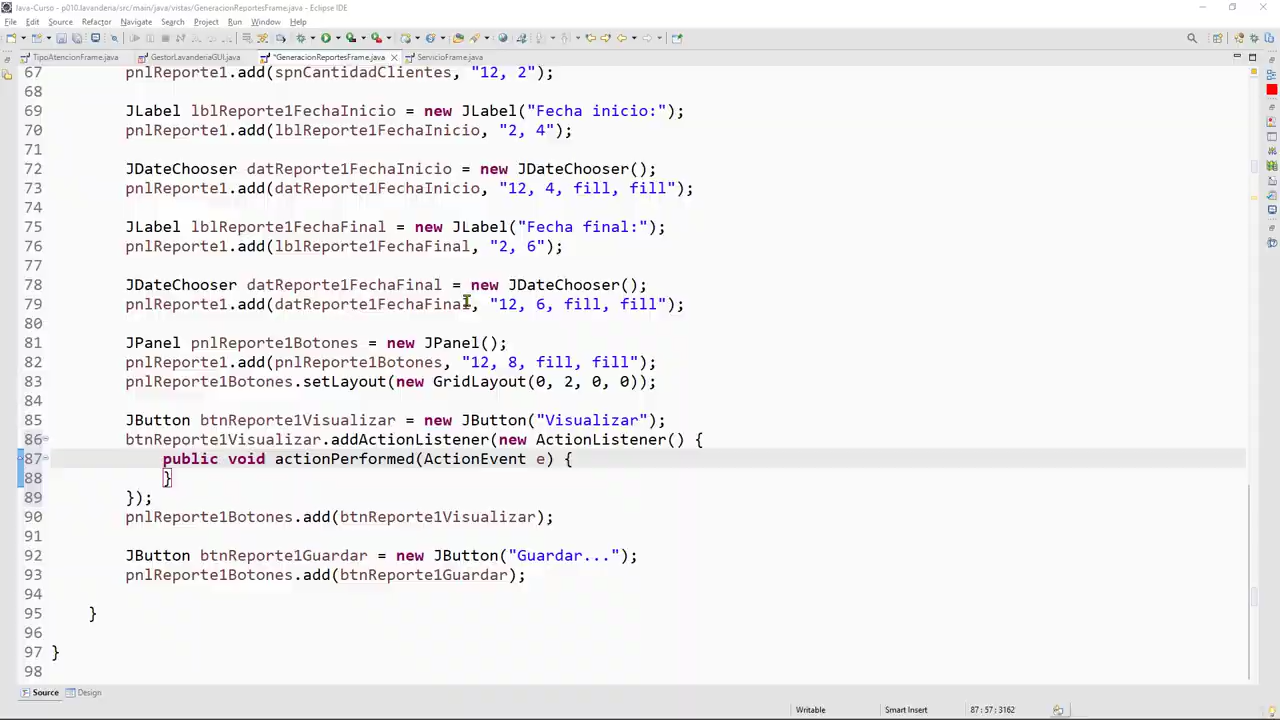 Java-Curso - p010.lavanderia/src/main/java/vistas/GeneracionReportesFrame.java - Eclipse IDE
File Edit Source Refactor Navigate Search Project Run Window Help
TipoAtencionFrame.java GestorLavanderiaGUI.java *GeneracionReportesFrame.java ServicioFrame.java
67 pnlReporte1.add(spnCantidadClientes, "12, 2");
68
69 JLabel lblReporte1FechaInicio = new JLabel("Fecha inicio:");
70 pnlReporte1.add(lblReporte1FechaInicio, "2, 4");
71
72 JDateChooser datReporte1FechaInicio = new JDateChooser();
73 pnlReporte1.add(datReporte1FechaInicio, "12, 4, fill, fill");
74
75 JLabel lblReporte1FechaFinal = new JLabel("Fecha final:");
76 pnlReporte1.add(lblReporte1FechaFinal, "2, 6");
77
78 JDateChooser datReporte1FechaFinal = new JDateChooser();
79 pnlReporte1.add(datReporte1FechaFinal, "12, 6, fill, fill");
80
81 JPanel pnlReporte1Botones = new JPanel();
82 pnlReporte1.add(pnlReporte1Botones, "12, 8, fill, fill");
83 pnlReporte1Botones.setLayout(new GridLayout(0, 2, 0, 0));
84
85 JButton btnReporte1Visualizar = new JButton("Visualizar");
86 btnReporte1Visualizar.addActionListener(new ActionListener() {
87 public void actionPerformed(ActionEvent e) {
88 }
89 });
90 pnlReporte1Botones.add(btnReporte1Visualizar);
91
92 JButton btnReporte1Guardar = new JButton("Guardar...");
93 pnlReporte1Botones.add(btnReporte1Guardar);
94
95 }
96
97 }
98
Source Design
Writable Smart Insert 87 : 57 : 3162